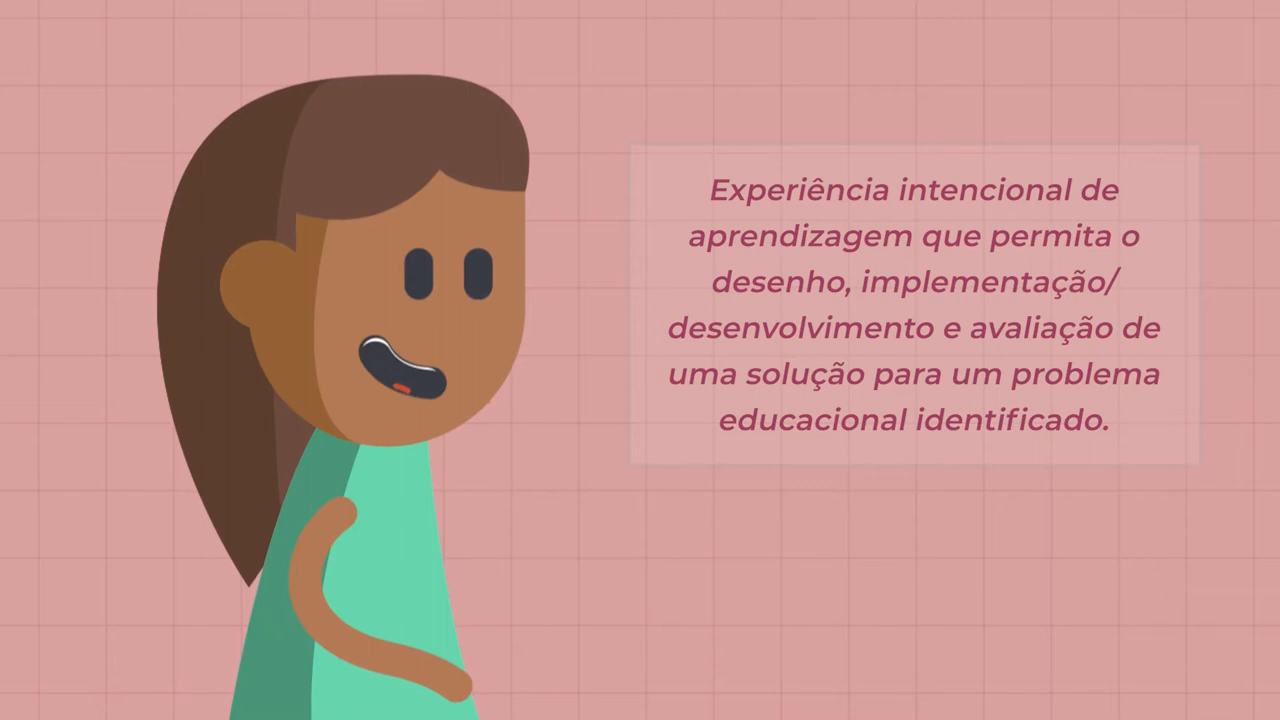 Experiência intencional de
aprendizagem que permita o
desenho, implementação/
desenvolvimento e avaliação de
uma solução para um problema
educacional identificado.